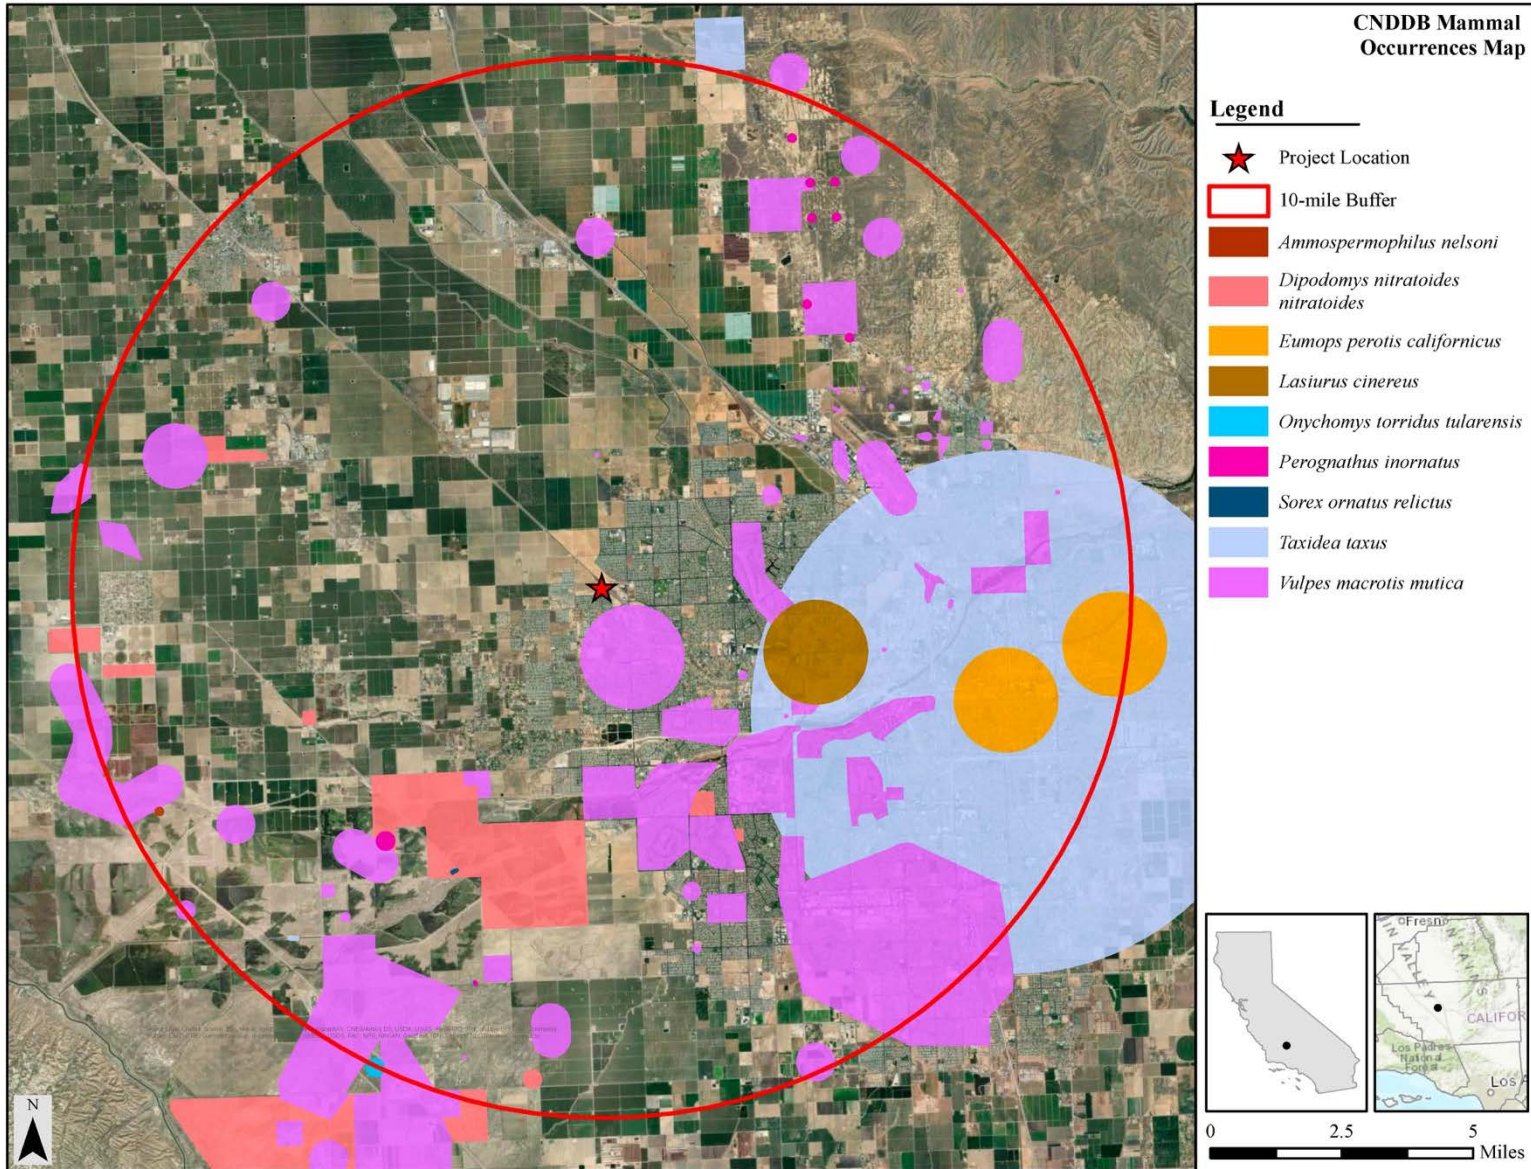 CNDDB Mammal
Occurrences Map
Legend
Project Location
10-mile Buffer
Ammospermophilus nelsoni
Dipodomys nitratoides
nitratoides
Eumops perotis californicus
Lasiurus cinereus
Onychomys torridus tularensis
Perognathus inornatus
Sorex ornatus relictus
Taxidea taxus
Vulpes macrotis mutica
Fresno
VALLEY
CALIFOR
Los Padres
National
Forest
Los A
N
0 2.5 5
Miles